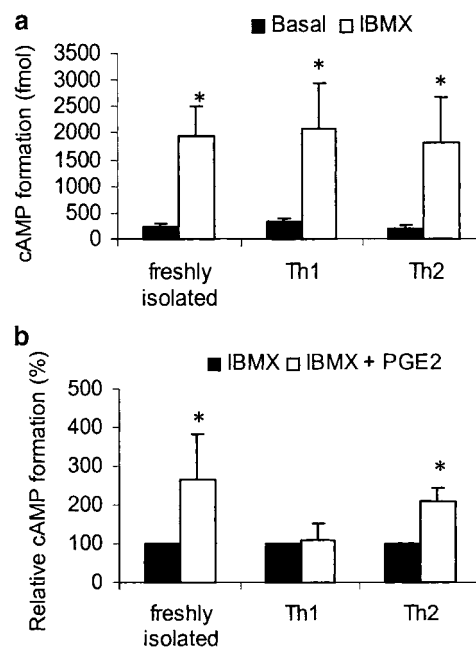 a
Basal IBMX
cAMP formation (fmol)
3500
3000
2500
2000
1500
1000
500
0
* * *
freshly isolated Th1 Th2
b
IBMX IBMX + PGE2
Relative cAMP formation (%)
500
400
300
200
100
0
* *
freshly isolated Th1 Th2